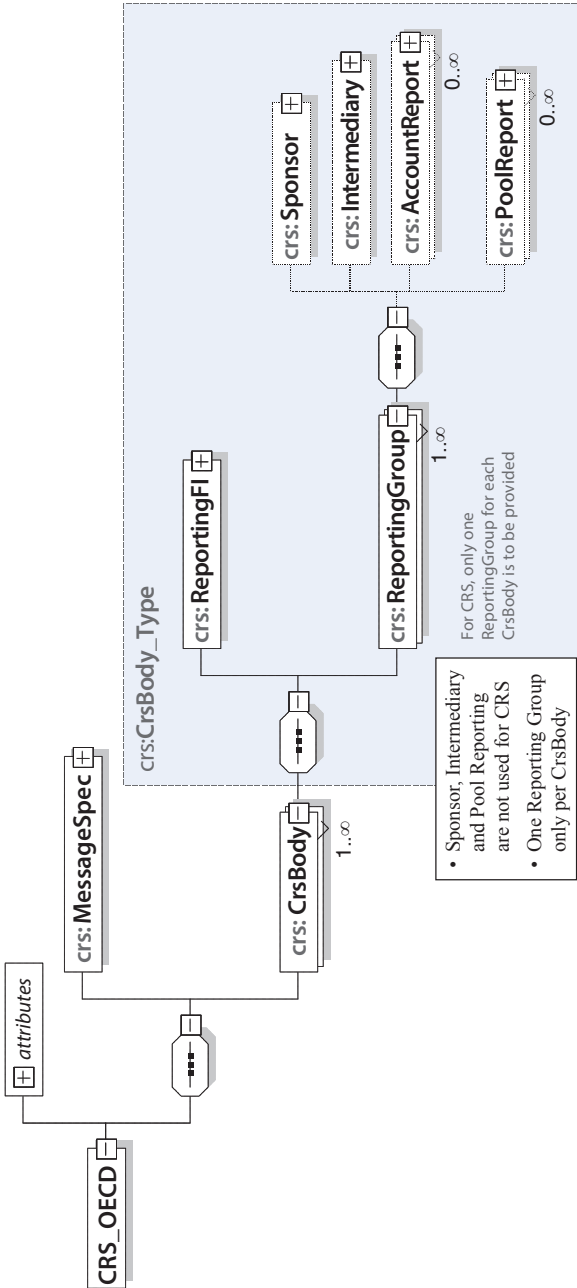 CRS_OECD
attributes
crs: MessageSpec
crs: CrsBody
1..∞
crs:CrsBody_Type
crs: ReportingFI
crs: ReportingGroup
1..∞
For CRS, only one
ReportingGroup for each
CrsBody is to be provided
crs: Sponsor
crs: Intermediary
crs: AccountReport
0..∞
crs: PoolReport
0..∞
• Sponsor, Intermediary
and Pool Reporting
are not used for CRS
• One Reporting Group
only per CrsBody